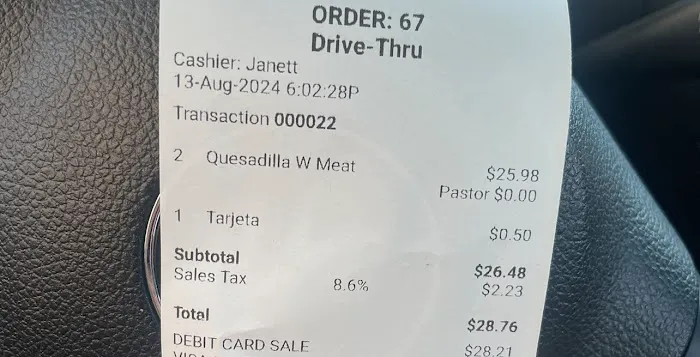 ORDER: 67
Drive-Thru
Cashier: Janett
13-Aug-2024 6:02:28P
Transaction 000022
2 Quesadilla W Meat $25.98
Pastor $0.00
1 Tarjeta $0.50
Subtotal $26.48
Sales Tax 8.6% $2.23
Total $28.76
DEBIT CARD SALE $28.21